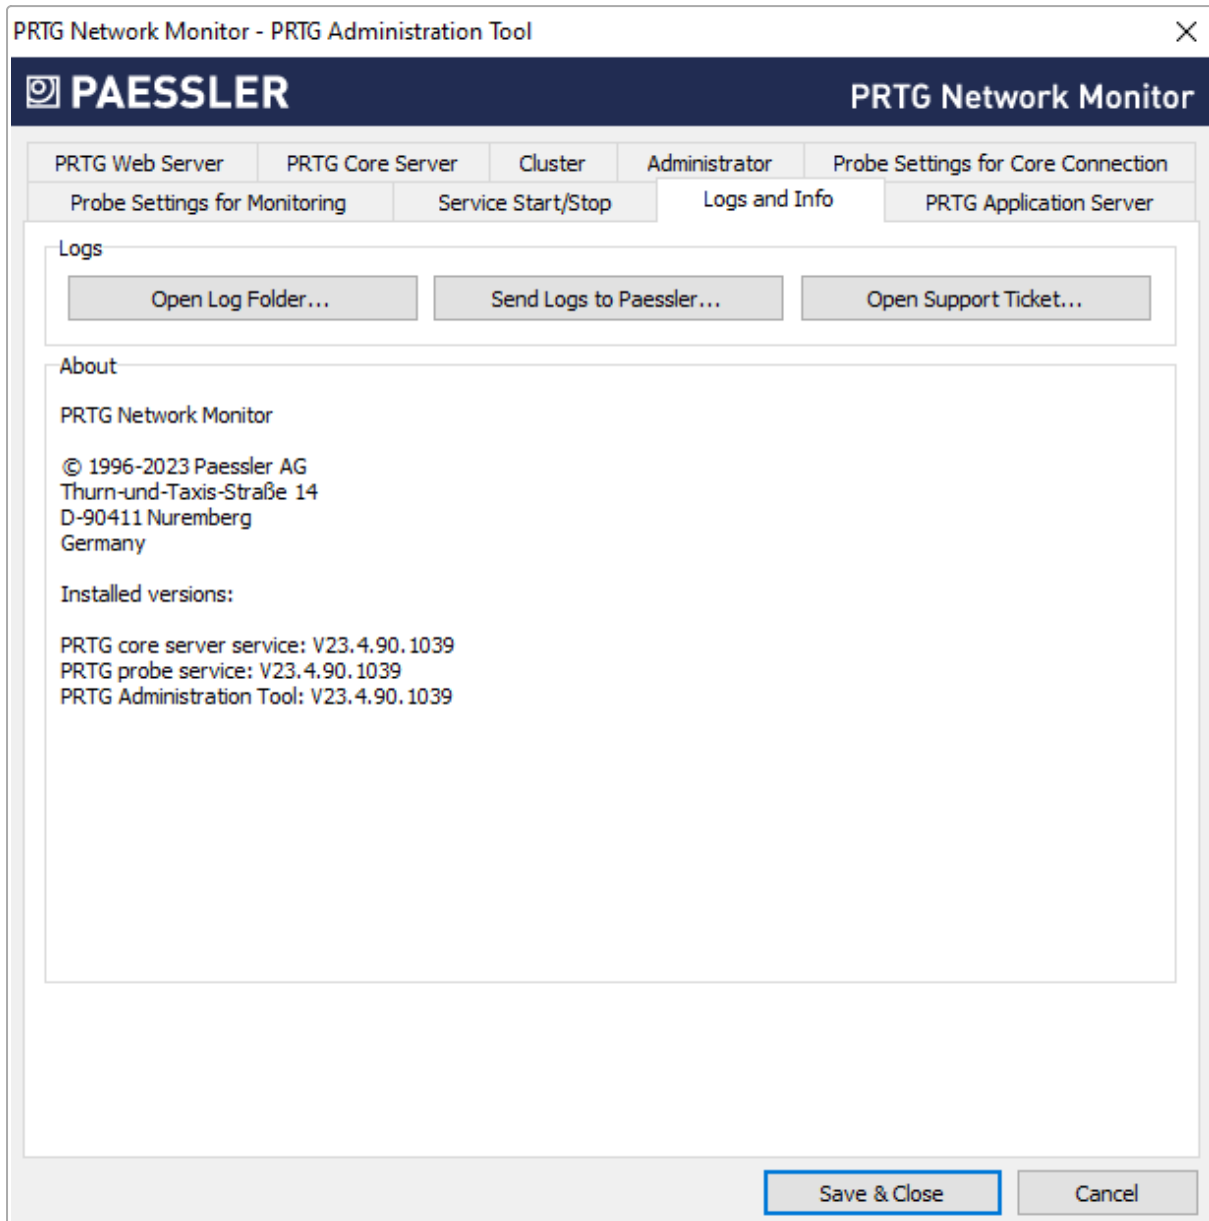 PRTG Network Monitor - PRTG Administration Tool
PAESSLER
PRTG Network Monitor
PRTG Web Server
PRTG Core Server
Cluster
Administrator
Probe Settings for Core Connection
Probe Settings for Monitoring
Service Start/Stop
Logs and Info
PRTG Application Server
Logs
Open Log Folder...
Send Logs to Paessler...
Open Support Ticket...
About
PRTG Network Monitor
© 1996-2023 Paessler AG
Thurn-und-Taxis-Straße 14
D-90411 Nuremberg
Germany
Installed versions:
PRTG core server service: V23.4.90.1039
PRTG probe service: V23.4.90.1039
PRTG Administration Tool: V23.4.90.1039
Save & Close
Cancel